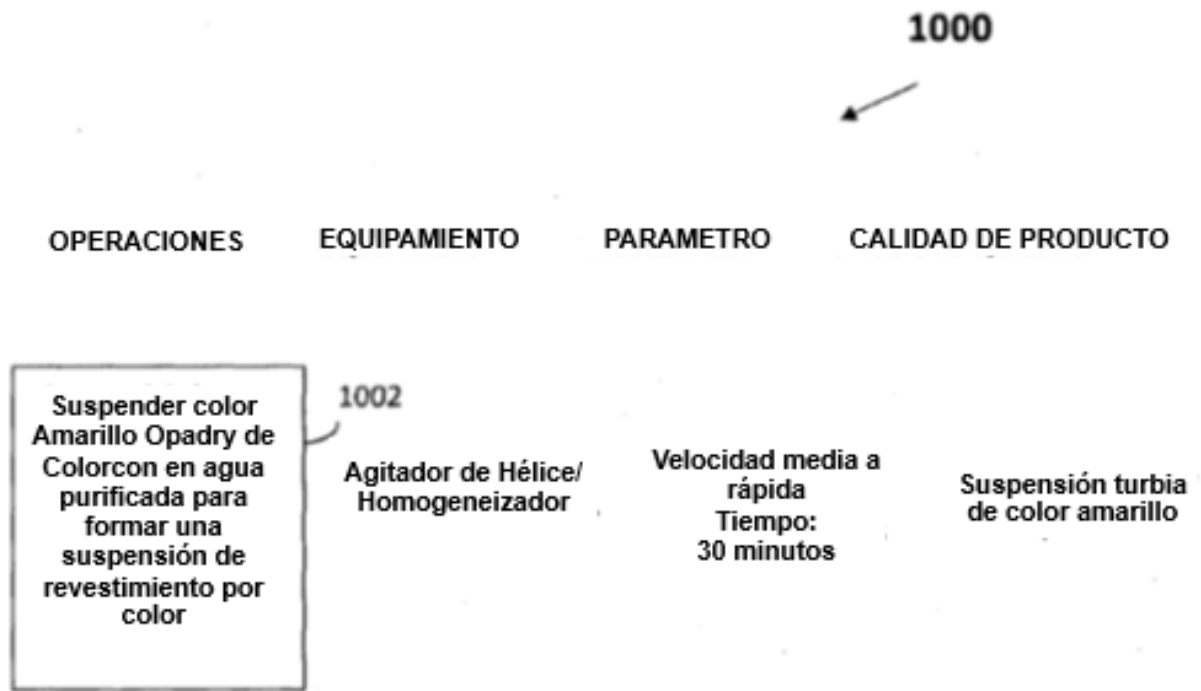 1000
OPERACIONES EQUIPAMIENTO PARAMETRO CALIDAD DE PRODUCTO
Suspender color
Amarillo Opadry de
Colorcon en agua
purificada para
formar una
suspensión de
revestimiento por
color
1002
Agitador de Hélice/
Homogeneizador
Velocidad media a
rápida
Tiempo:
30 minutos
Suspensión turbia
de color amarillo